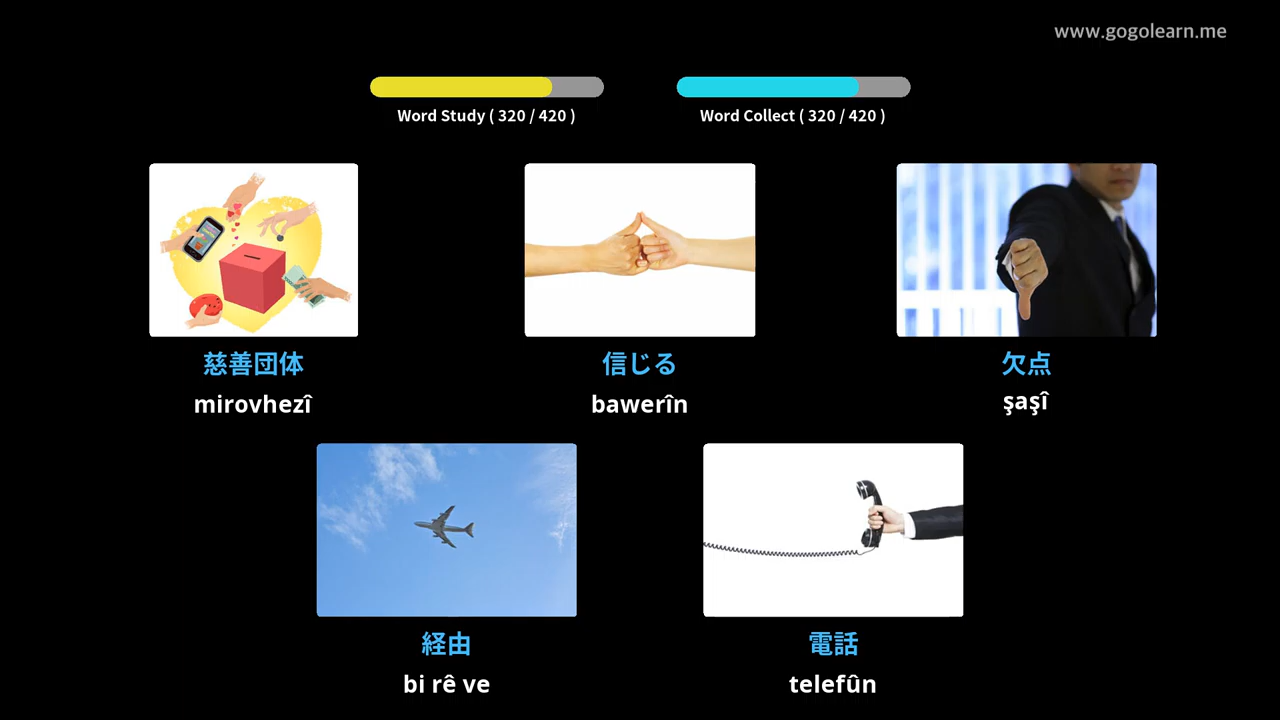 www.gogolearn.me
Word Study ( 320 / 420 )
Word Collect ( 320 / 420 )
慈善団体
mirovhezî
信じる
bawerîn
欠点
şaşî
経由
bi rê ve
電話
telefûn